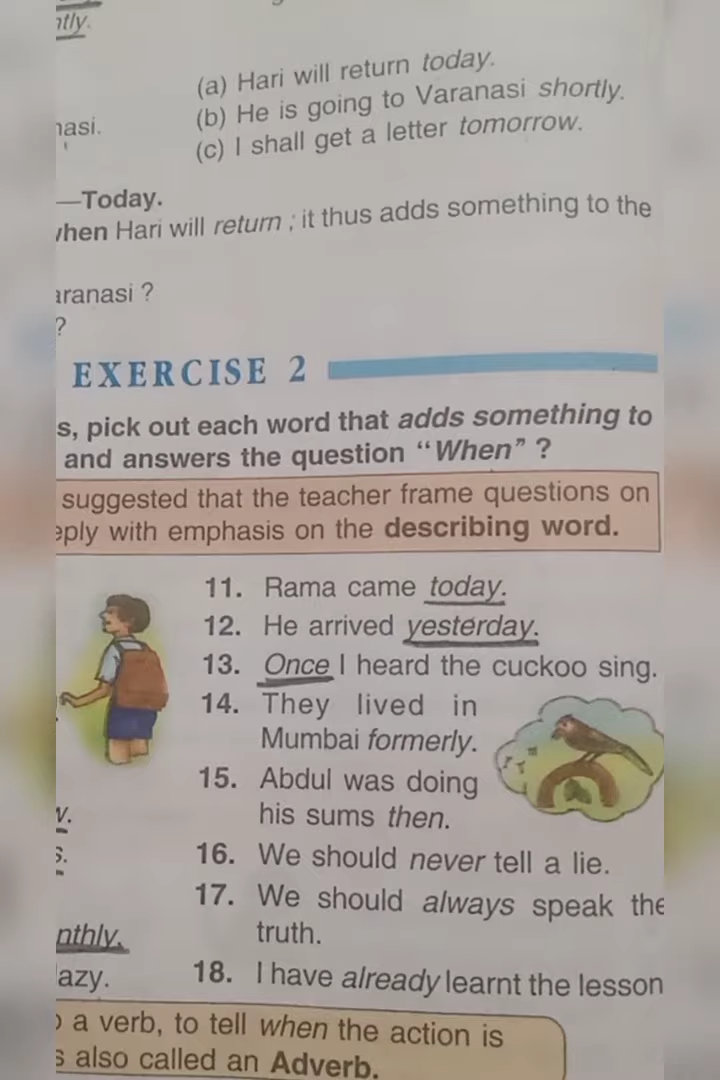 ntly.
(a) Hari will return today.
(b) He is going to Varanasi shortly.
nasi.
(c) I shall get a letter tomorrow.
—Today.
when Hari will return ; it thus adds something to the
aranasi ?
?
EXERCISE 2
s, pick out each word that adds something to
and answers the question “When” ?
suggested that the teacher frame questions on
eply with emphasis on the describing word.
11. Rama came today.
12. He arrived yesterday.
13. Once I heard the cuckoo sing.
14. They lived in
Mumbai formerly.
15. Abdul was doing
his sums then.
16. We should never tell a lie.
17. We should always speak the
truth.
nthly.
18. I have already learnt the lesson
lazy.
o a verb, to tell when the action is
s also called an Adverb.